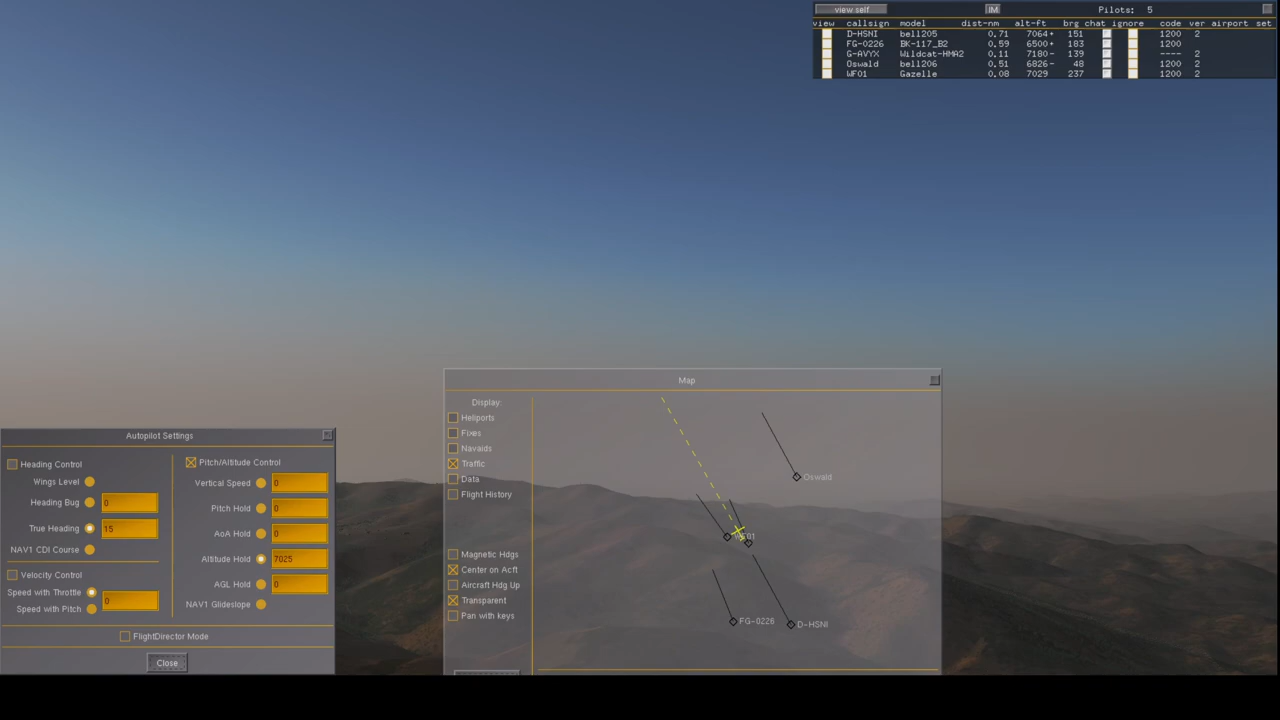 view self IM Pilots: 5
view callsign model dist-nm alt-ft brg chat ignore code ver airport set
D-HSNI bell205 0.71 7064+ 151 1200 2
FG-0226 BK-117_B2 0.59 6500+ 183 1200
G-AVYX Wildcat-HMA2 0.11 7180- 139 ---- 2
Oswald bell206 0.51 6826- 48 1200 2
WF01 Gazelle 0.08 7029 237 1200 2
Map
Display:
Heliports
Fixes
Navaids
Traffic
Data
Flight History
Magnetic Hdgs
Center on Acft
Aircraft Hdg Up
Transparent
Pan with keys
Oswald
WF01
FG-0226
D-HSNI
Autopilot Settings
Heading Control
Wings Level
Heading Bug 0
True Heading 15
NAV1 CDI Course
Velocity Control
Speed with Throttle 0
Speed with Pitch
Pitch/Altitude Control
Vertical Speed 0
Pitch Hold 0
AoA Hold 0
Altitude Hold 7025
AGL Hold 0
NAV1 Glideslope
FlightDirector Mode
Close